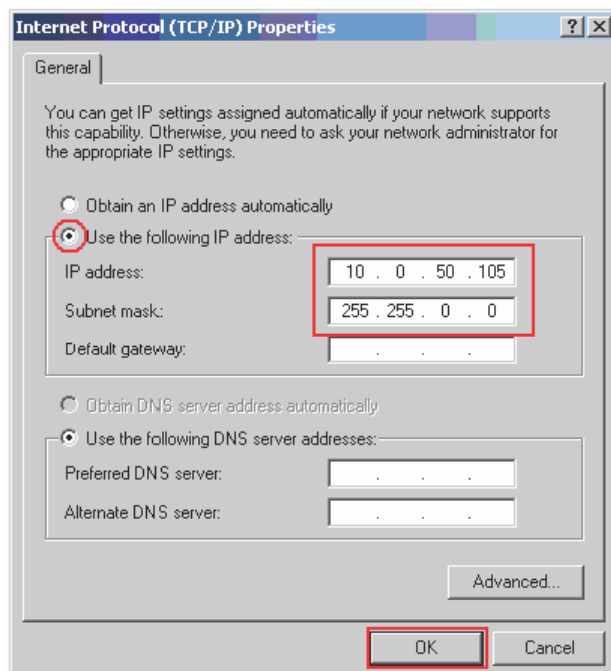 Internet Protocol (TCP/IP) Properties
General
You can get IP settings assigned automatically if your network supports
this capability. Otherwise, you need to ask your network administrator for
the appropriate IP settings.
Obtain an IP address automatically
Use the following IP address:
IP address: 10 . 0 . 50 . 105
Subnet mask: 255 . 255 . 0 . 0
Default gateway: . . .
Obtain DNS server address automatically
Use the following DNS server addresses:
Preferred DNS server: . . .
Alternate DNS server: . . .
Advanced...
OK Cancel